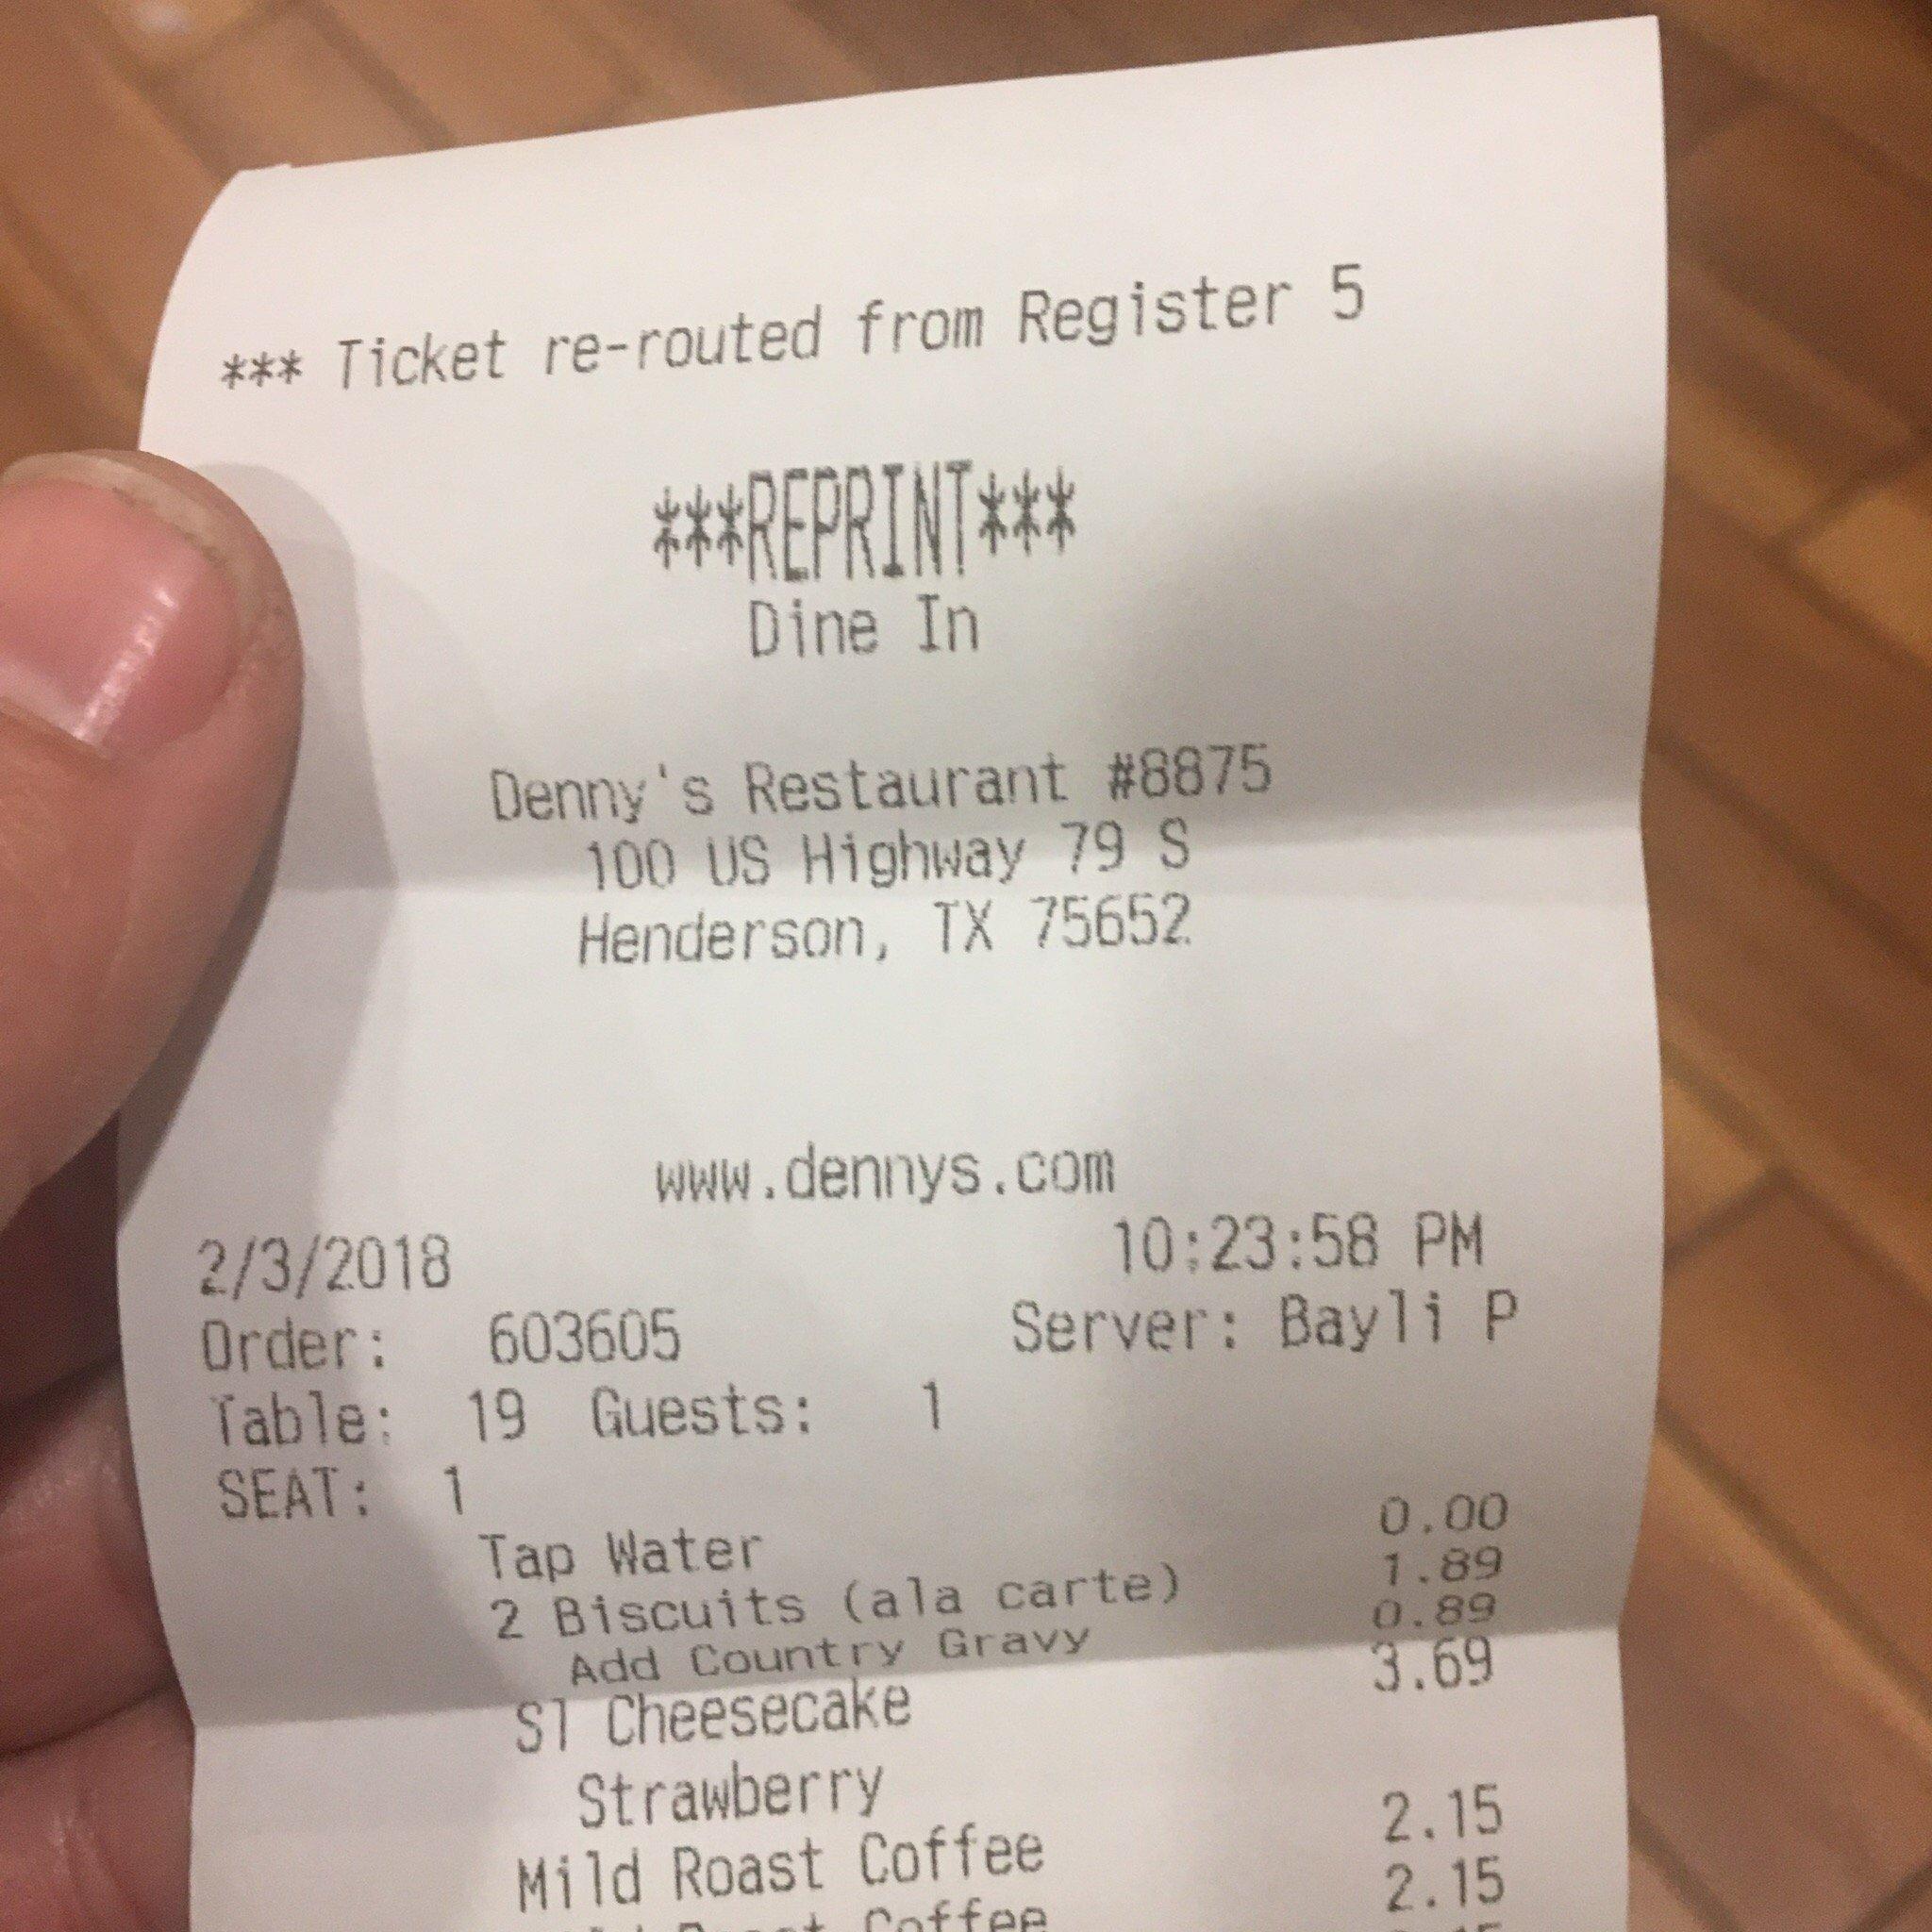 *** Ticket re-routed from Register 5
***REPRINT***
Dine In
Denny's Restaurant #8875
100 US Highway 79 S
Henderson, TX 75652
www.dennys.com
2/3/2018 10:23:58 PM
Order: 603605 Server: Bayli P
Table: 19 Guests: 1
SEAT: 1
Tap Water 0.00
2 Biscuits (ala carte) 1.89
Add Country Gravy 0.89
Sl Cheesecake 3.69
Strawberry
Mild Roast Coffee 2.15
Roast Coffee 2.15